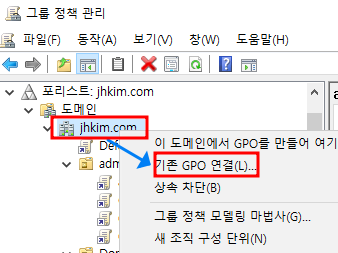 그룹 정책 관리
파일(F) 동작(A) 보기(V) 창(W) 도움말(H)
포리스트: jhkim.com
도메인
jhkim.com
이 도메인에서 GPO를 만들어 여기
기존 GPO 연결(L)...
상속 차단(B)
그룹 정책 모델링 마법사(G)...
새 조직 구성 단위(N)